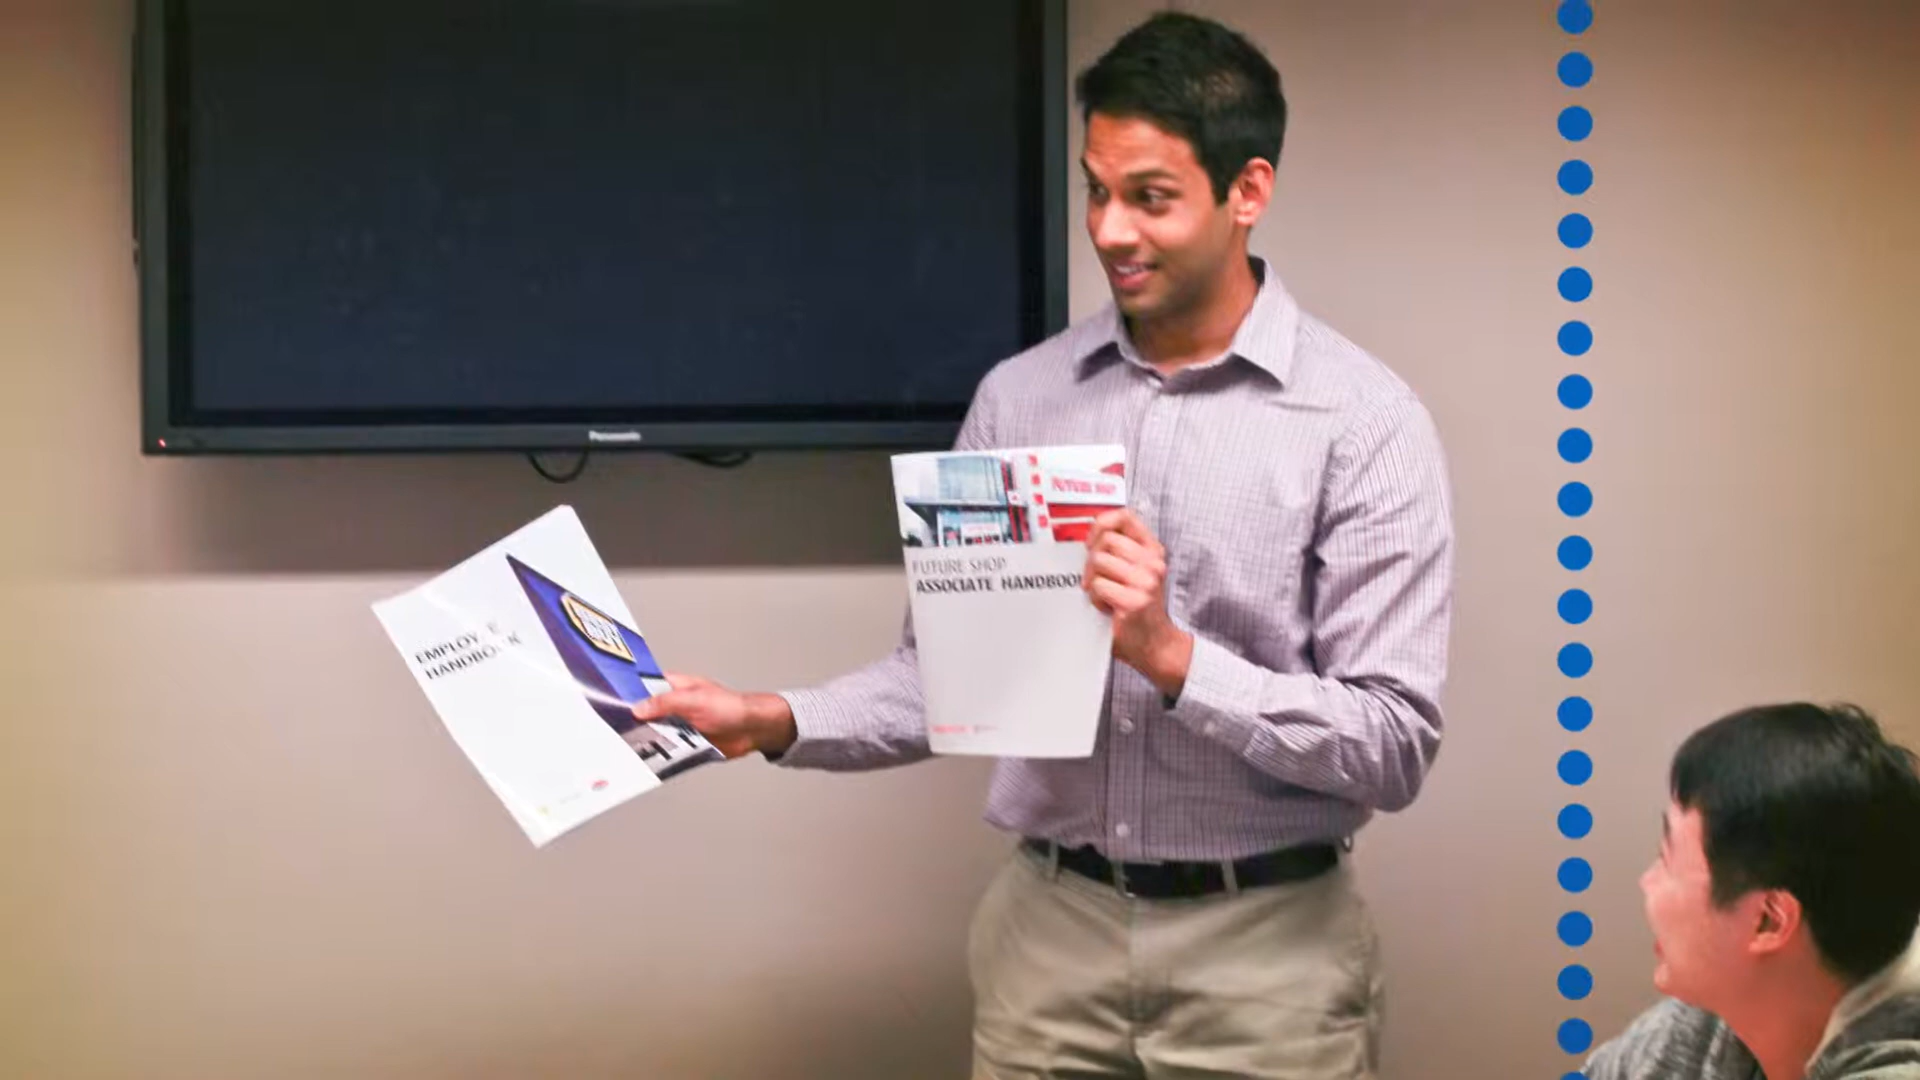 Panasonic
FUTURE SHOP
FUTURE SHOP
ASSOCIATE HANDBOOK
EMPLOYEE
HANDBOOK